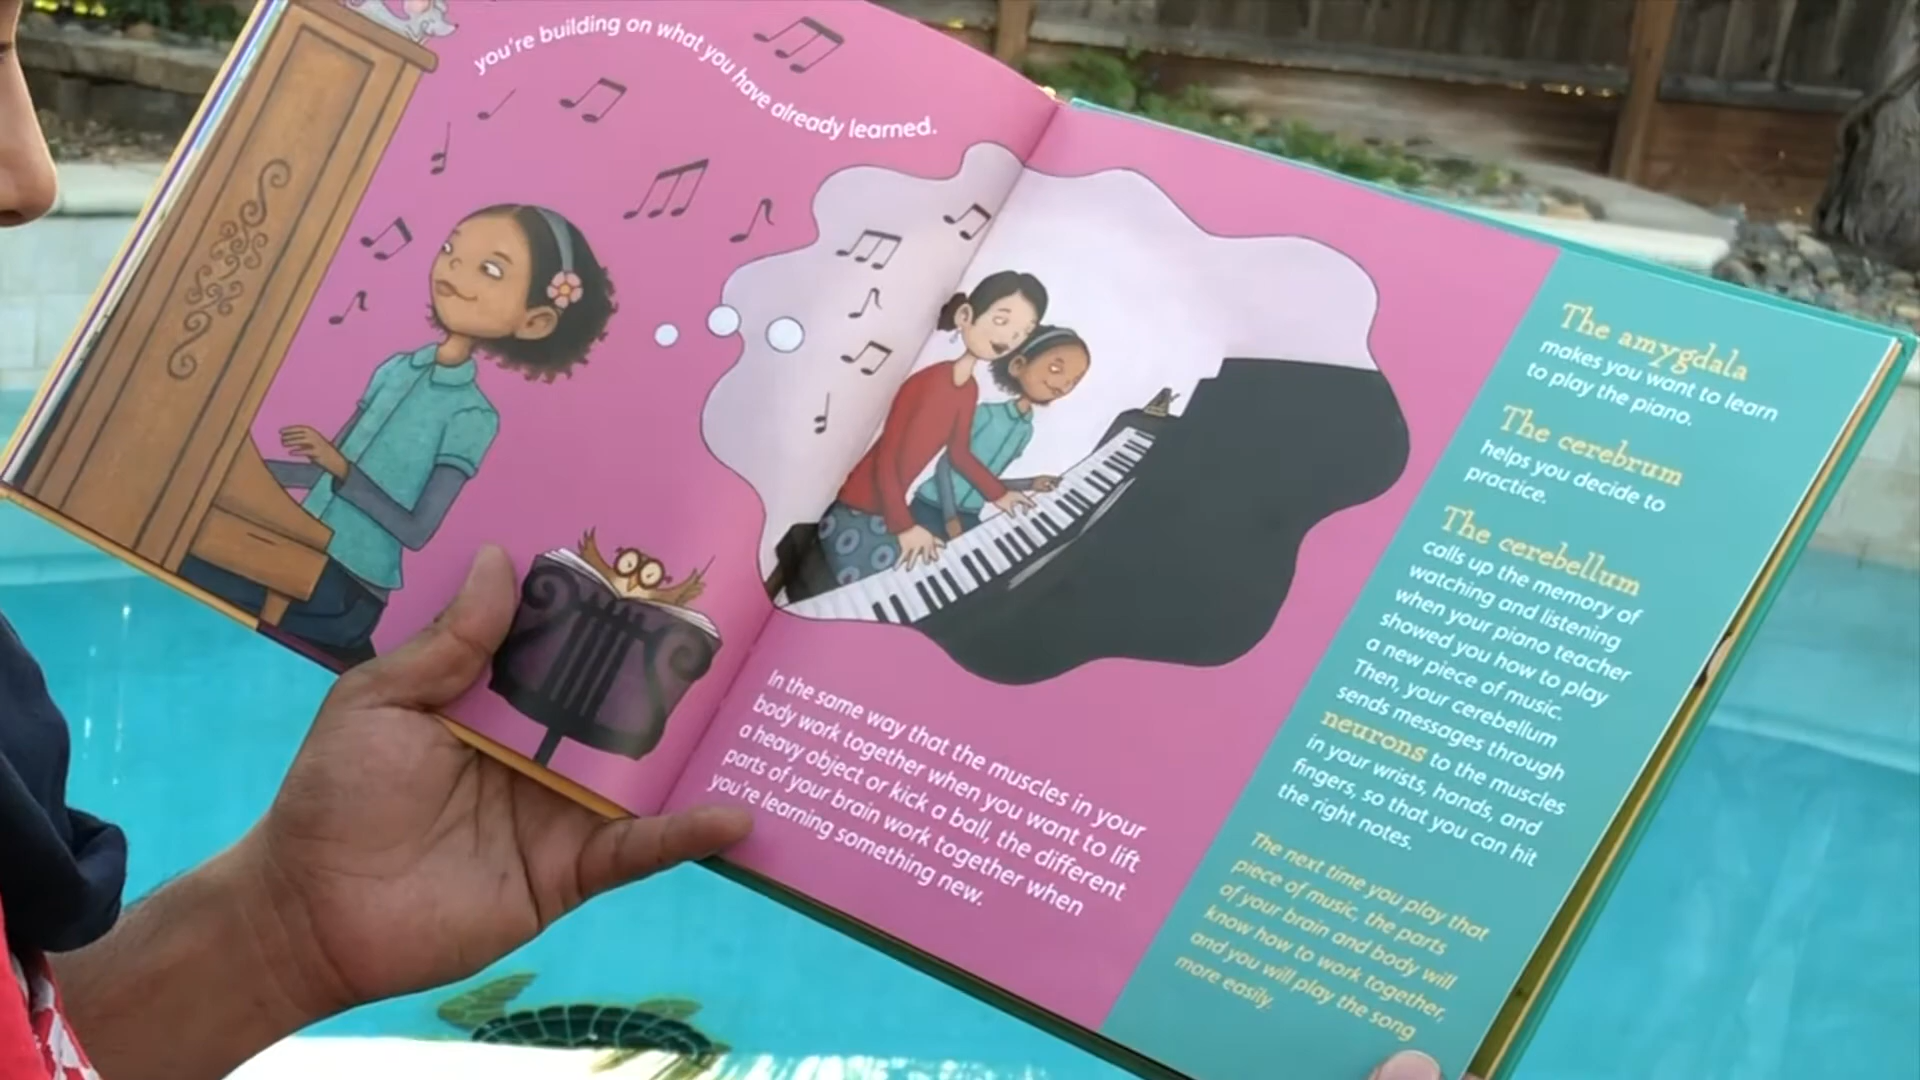 you're building on what you have already learned.
In the same way that the muscles in your
body work together when you want to lift
a heavy object or kick a ball, the different
parts of your brain work together when
you're learning something new.
The amygdala
makes you want to learn
to play the piano.
The cerebrum
helps you decide to
practice.
The cerebellum
calls up the memory of
watching and listening
when your piano teacher
showed you how to play
a new piece of music.
Then, your cerebellum
sends messages through
neurons to the muscles
in your wrists, hands, and
fingers, so that you can hit
the right notes.
The next time you play that
piece of music, the parts
of your brain and body will
know how to work together,
and you will play the song
more easily.